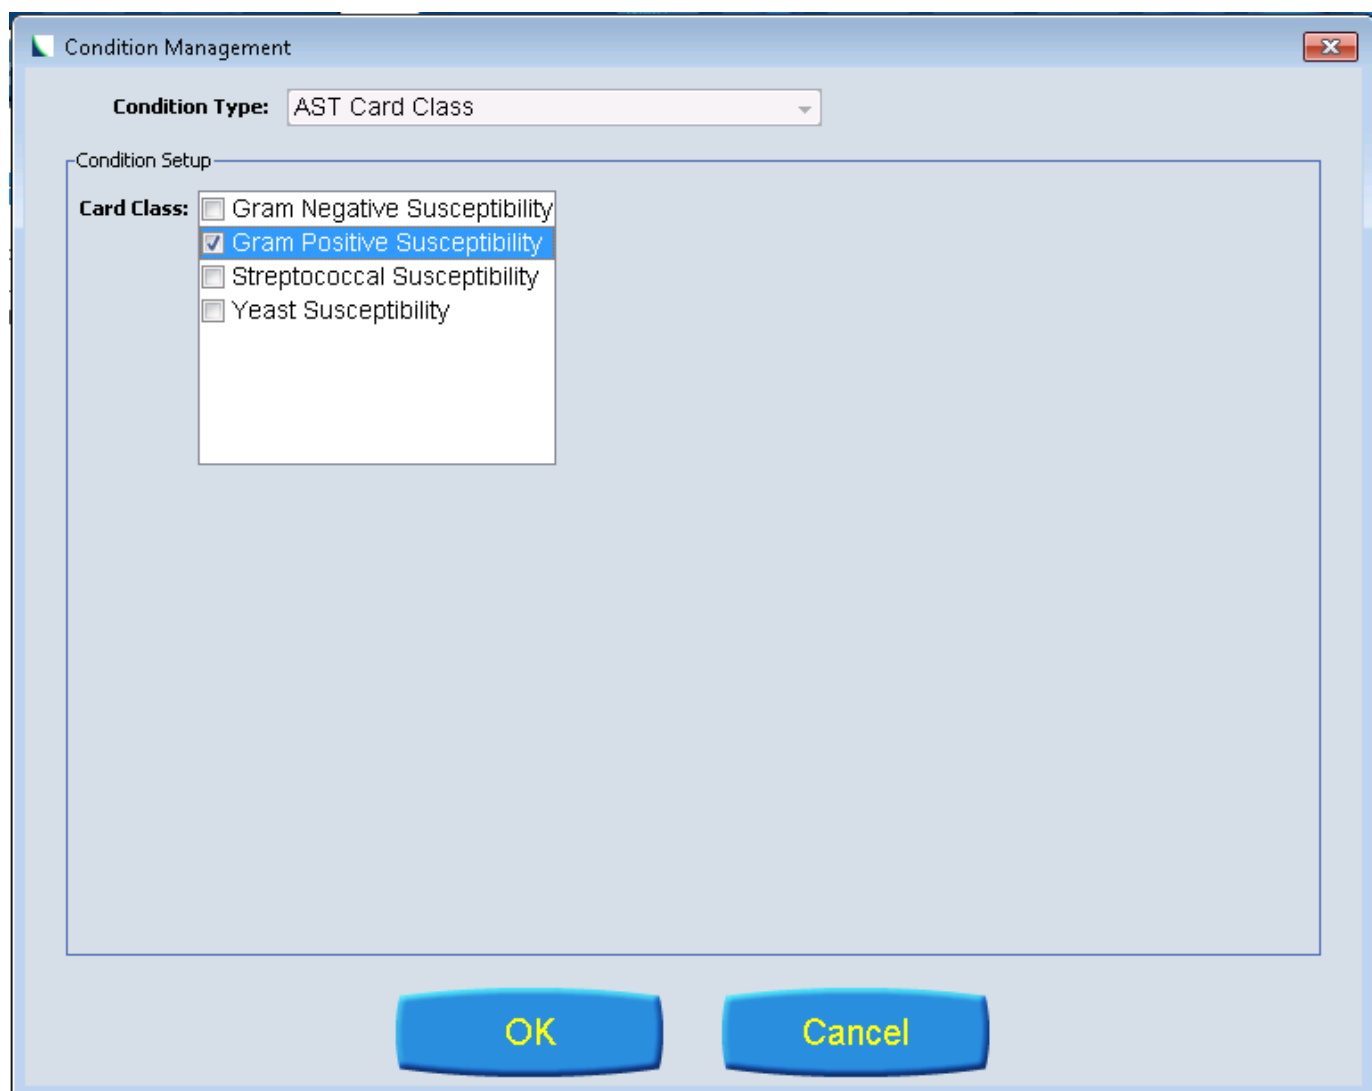 Condition Management
Condition Type: AST Card Class
Condition Setup
Card Class: Gram Negative Susceptibility
Gram Positive Susceptibility
Streptococcal Susceptibility
Yeast Susceptibility
OK Cancel